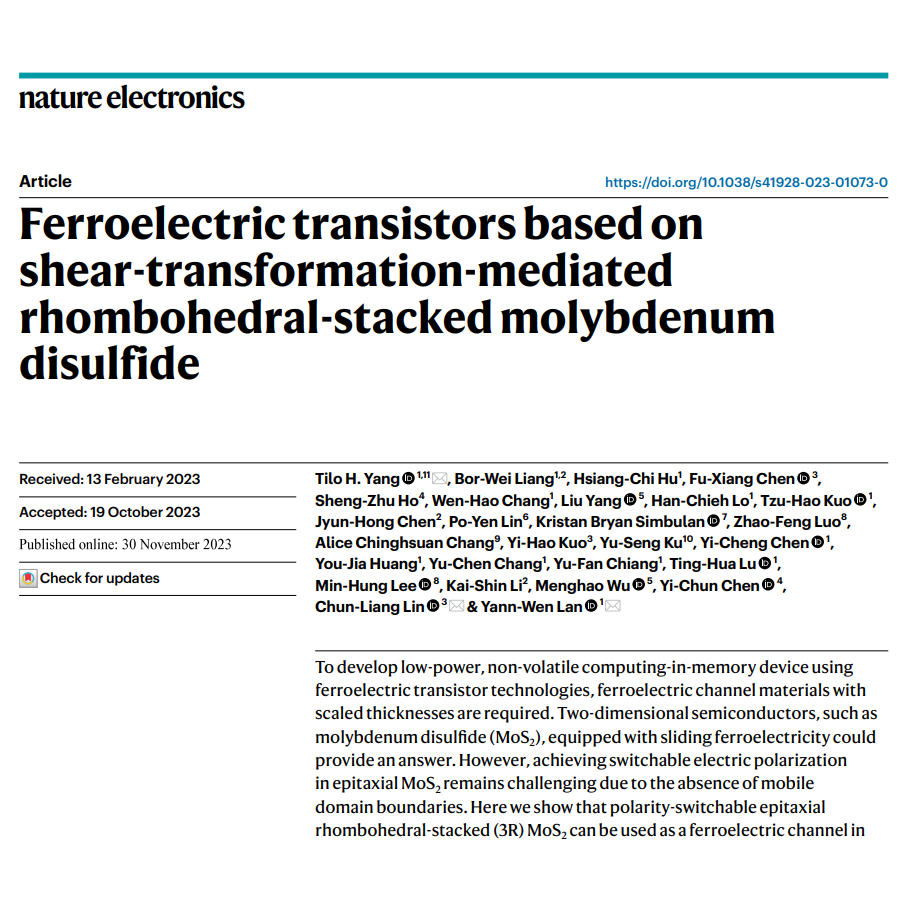 nature electronics
Article
https://doi.org/10.1038/s41928-023-01073-0
Ferroelectric transistors based on
shear-transformation-mediated
rhombohedral-stacked molybdenum
disulfide
Received: 13 February 2023
Accepted: 19 October 2023
Published online: 30 November 2023
Check for updates
Tilo H. Yang 1,11, Bor-Wei Liang1,2, Hsiang-Chi Hu1, Fu-Xiang Chen 3,
Sheng-Zhu Ho4, Wen-Hao Chang1, Liu Yang 5, Han-Chieh Lo1, Tzu-Hao Kuo 1,
Jyun-Hong Chen2, Po-Yen Lin6, Kristan Bryan Simbulan 7, Zhao-Feng Luo8,
Alice Chinghsuan Chang9, Yi-Hao Kuo3, Yu-Seng Ku10, Yi-Cheng Chen 1,
You-Jia Huang1, Yu-Chen Chang1, Yu-Fan Chiang1, Ting-Hua Lu 1,
Min-Hung Lee 8, Kai-Shin Li2, Menghao Wu 5, Yi-Chun Chen 4,
Chun-Liang Lin 3 & Yann-Wen Lan 1
To develop low-power, non-volatile computing-in-memory device using
ferroelectric transistor technologies, ferroelectric channel materials with
scaled thicknesses are required. Two-dimensional semiconductors, such as
molybdenum disulfide (MoS2), equipped with sliding ferroelectricity could
provide an answer. However, achieving switchable electric polarization
in epitaxial MoS2 remains challenging due to the absence of mobile
domain boundaries. Here we show that polarity-switchable epitaxial
rhombohedral-stacked (3R) MoS2 can be used as a ferroelectric channel in